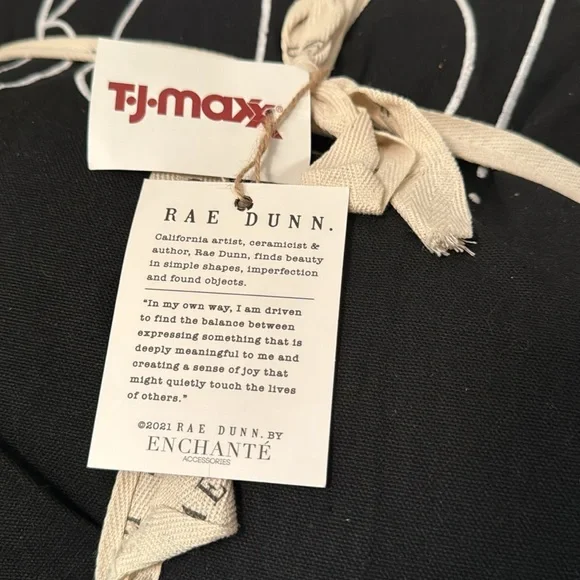 T·J·maxx®
RAE DUNN.
California artist, ceramicist &
author, Rae Dunn, finds beauty
in simple shapes, imperfection
and found objects.
"In my own way, I am driven
to find the balance between
expressing something that is
deeply meaningful to me and
creating a sense of joy that
might quietly touch the lives
of others."
©2021 RAE DUNN. BY
ENCHANTÉ
ACCESSORIES